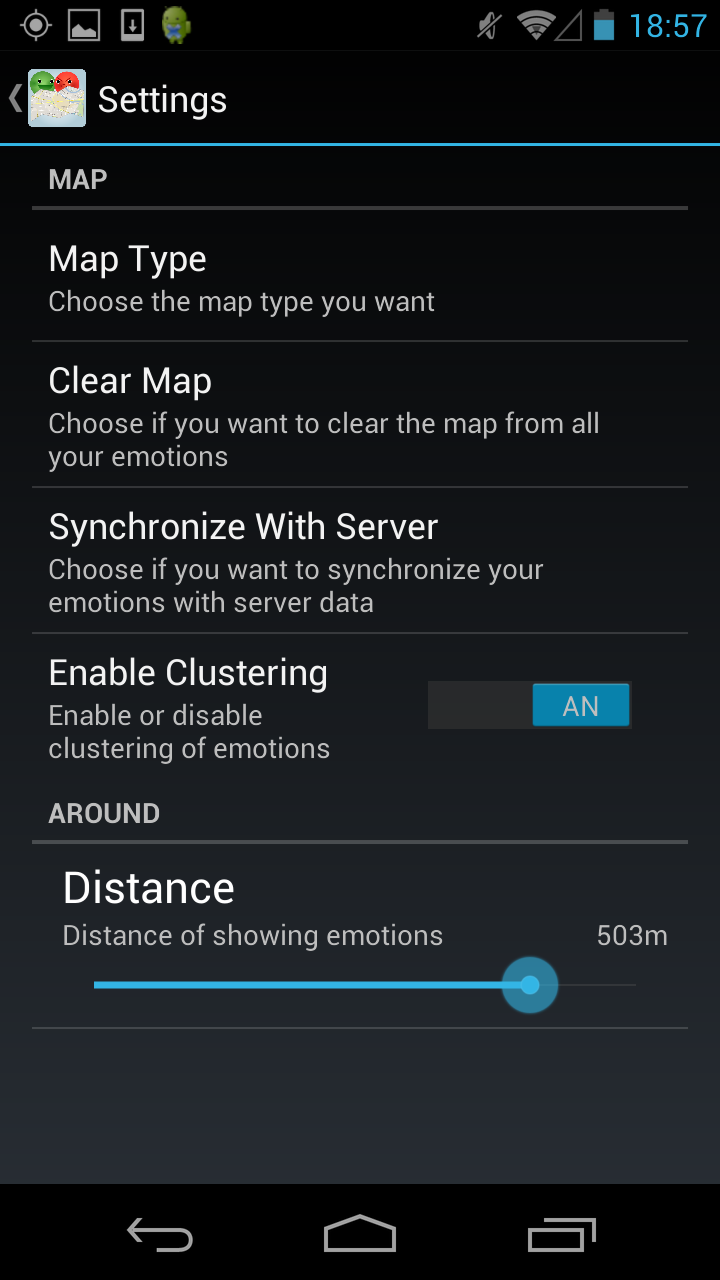 18:57
Settings
MAP
Map Type
Choose the map type you want
Clear Map
Choose if you want to clear the map from all
your emotions
Synchronize With Server
Choose if you want to synchronize your
emotions with server data
Enable Clustering
Enable or disable
clustering of emotions
AN
AROUND
Distance
Distance of showing emotions 503m